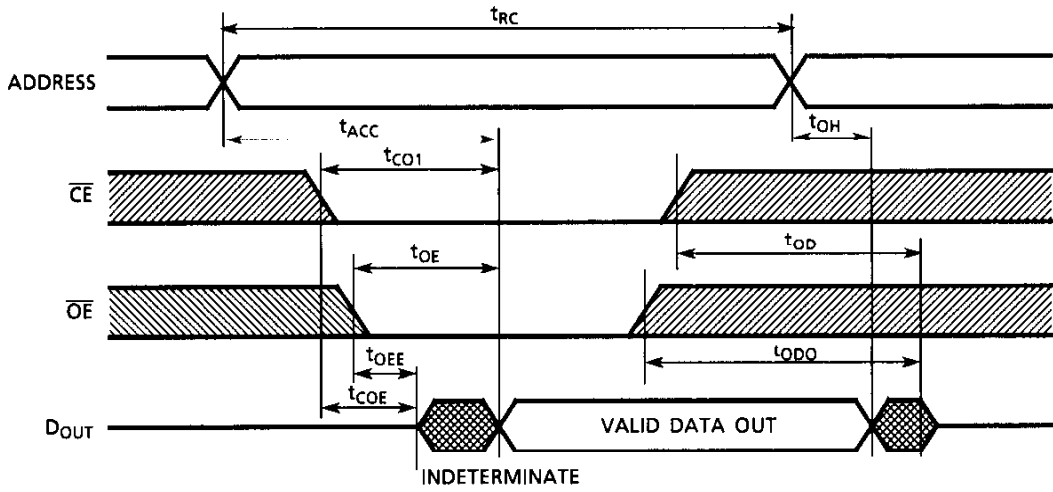 tRC
ADDRESS
tACC
tOH
tCO1
CE
tOD
tOE
OE
tODO
tOEE
tCOE
DOUT
VALID DATA OUT
INDETERMINATE